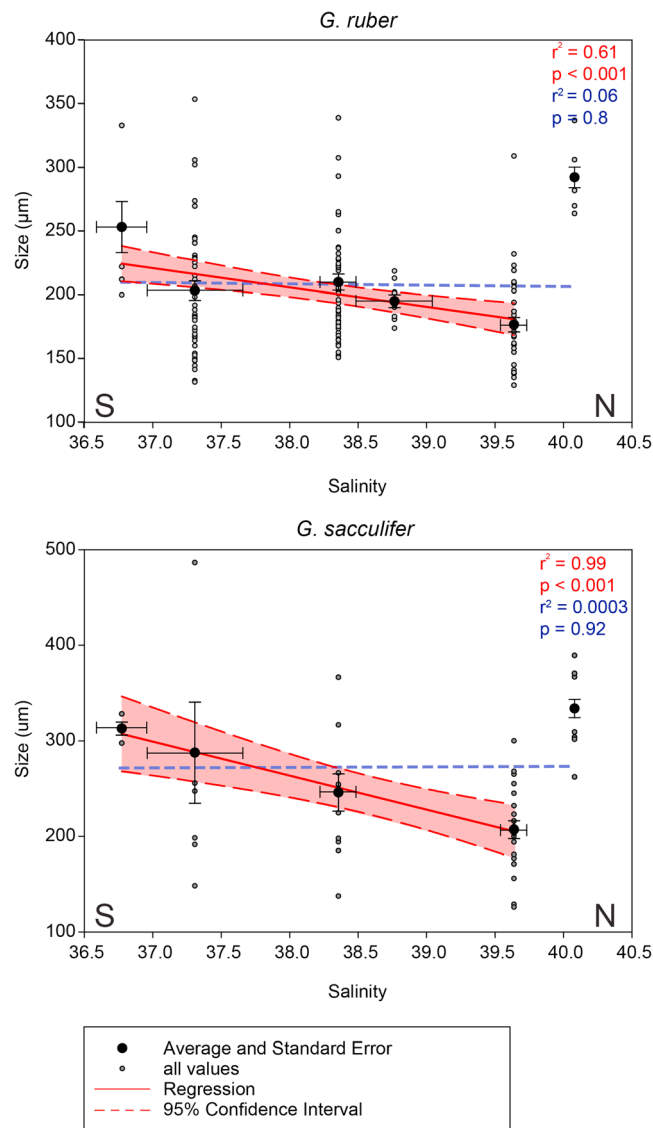 G. ruber
400
350
300
250
200
150
100
Size (µm)
r² = 0.61
p < 0.001
r² = 0.06
p = 0.8
S
N
36.5 37.0 37.5 38.0 38.5 39.0 39.5 40.0 40.5
Salinity
G. sacculifer
500
400
300
200
100
Size (um)
r² = 0.99
p < 0.001
r² = 0.0003
p = 0.92
S
N
36.5 37.0 37.5 38.0 38.5 39.0 39.5 40.0 40.5
Salinity
Average and Standard Error
all values
Regression
95% Confidence Interval